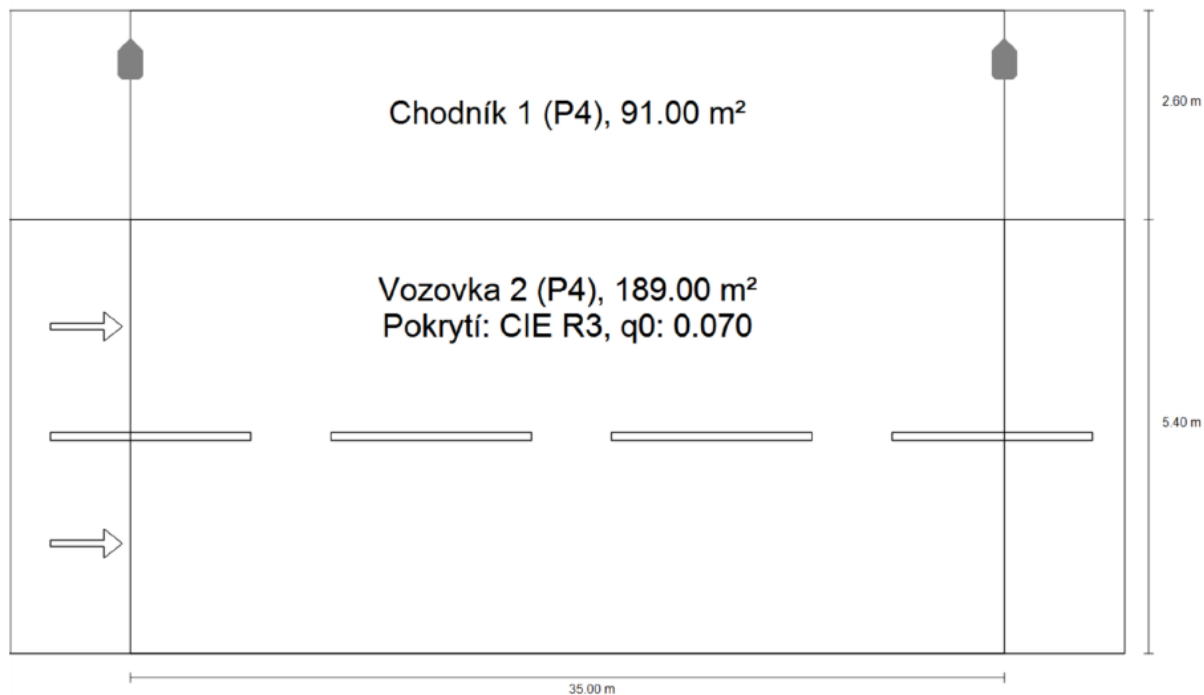 Chodník 1 (P4), 91.00 m²
2.60 m
Vozovka 2 (P4), 189.00 m²
Pokrytí: CIE R3, q0: 0.070
5.40 m
35.00 m